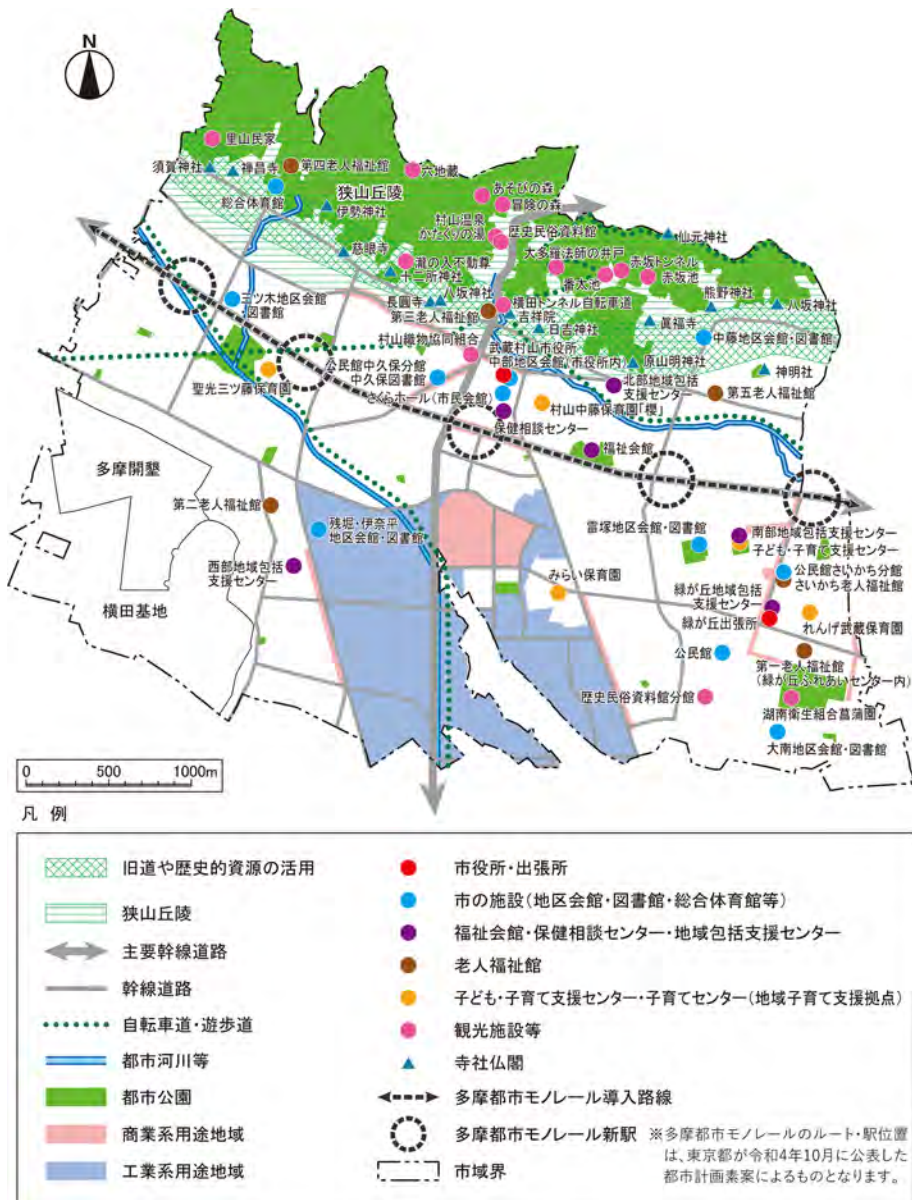 N
里山民家
須賀神社
禅昌寺
第四老人福祉館
総合体育館
六地蔵
狭山丘陵
あそびの森
冒険の森
伊勢神社
村山温泉
かたくりの湯
歴史民俗資料館
仙元神社
慈眼寺
大多羅法師の井戸
赤坂トンネル
滝の入不動尊
番太池
赤坂池
十二所神社
熊野神社
八坂神社
八坂神社
三ツ木地区会館
・図書館
長圓寺
横田トンネル自転車道
第三老人福祉館
吉祥院
眞福寺
日吉神社
中藤地区会館・図書館
村山織物協同組合
武蔵村山市役所
中部地区会館(市役所内)
原山明神社
神明社
公民館中久保分館
中久保図書館
聖光三ツ藤保育園
北部地域包括
支援センター
第五老人福祉館
さくらホール(市民会館)
村山中藤保育園「櫻」
保健相談センター
福祉会館
多摩開墾
第二老人福祉館
残堀・伊奈平
地区会館・図書館
雷塚地区会館・図書館
南部地域包括支援センター
子ども・子育て支援センター
西部地域包括
支援センター
みらい保育園
公民館さいかち分館
さいかち老人福祉館
緑が丘地域包括
支援センター
横田基地
緑が丘出張所
れんげ武蔵保育園
公民館
第一老人福祉館
(緑が丘ふれあいセンター内)
歴史民俗資料館分館
湖南衛生組合菖蒲園
大南地区会館・図書館
0 500 1000m
凡 例
旧道や歴史的資源の活用
狭山丘陵
主要幹線道路
幹線道路
自転車道・遊歩道
都市河川等
都市公園
商業系用途地域
工業系用途地域
市役所・出張所
市の施設(地区会館・図書館・総合体育館等)
福祉会館・保健相談センター・地域包括支援センター
老人福祉館
子ども・子育て支援センター・子育てセンター(地域子育て支援拠点)
観光施設等
寺社仏閣
多摩都市モノレール導入路線
多摩都市モノレール新駅
市域界
※多摩都市モノレールのルート・駅位置
は、東京都が令和4年10月に公表した
都市計画素案によるものとなります。